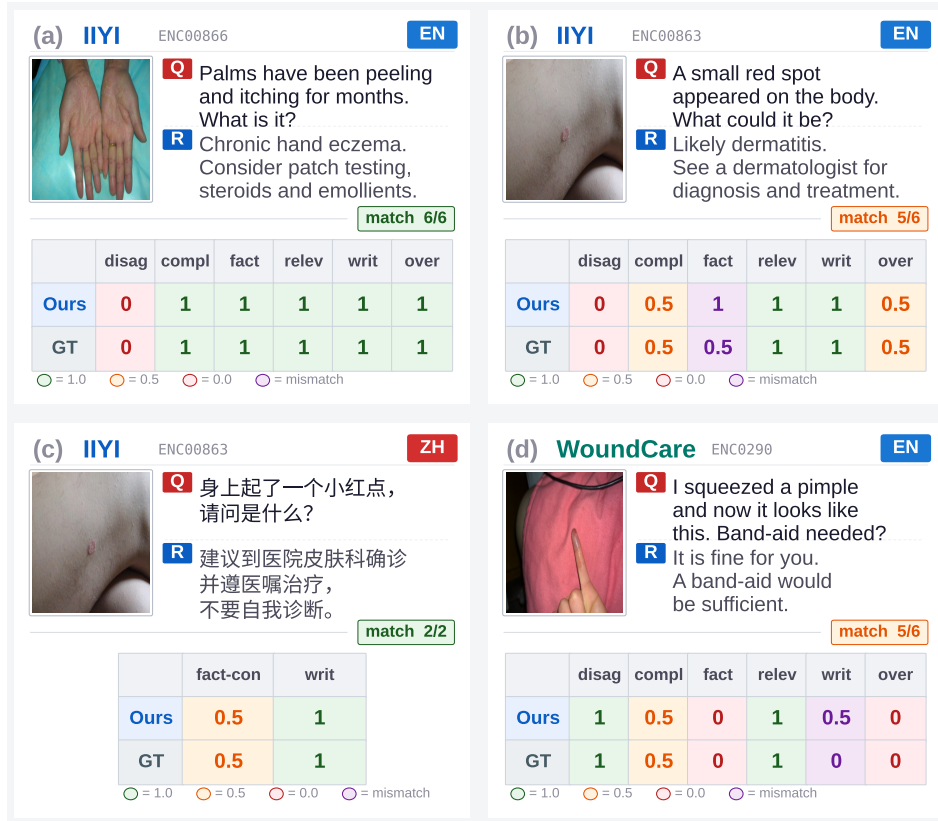 (a) IIYI ENC00866 EN
Q Palms have been peeling
and itching for months.
What is it?
R Chronic hand eczema.
Consider patch testing,
steroids and emollients.
match 6/6
disag compl fact relev writ over
Ours 0 1 1 1 1 1
GT 0 1 1 1 1 1
= 1.0 = 0.5 = 0.0 = mismatch
(b) IIYI ENC00863 EN
Q A small red spot
appeared on the body.
What could it be?
R Likely dermatitis.
See a dermatologist for
diagnosis and treatment.
match 5/6
disag compl fact relev writ over
Ours 0 0.5 1 1 1 0.5
GT 0 0.5 0.5 1 1 0.5
= 1.0 = 0.5 = 0.0 = mismatch
(c) IIYI ENC00863 ZH
Q 身上起了一个小红点，
请问是什么？
R 建议到医院皮肤科确诊
并遵医嘱治疗，
不要自我诊断。
match 2/2
fact-con writ
Ours 0.5 1
GT 0.5 1
= 1.0 = 0.5 = 0.0 = mismatch
(d) WoundCare ENC0290 EN
Q I squeezed a pimple
and now it looks like
this. Band-aid needed?
R It is fine for you.
A band-aid would
be sufficient.
match 5/6
disag compl fact relev writ over
Ours 1 0.5 0 1 0.5 0
GT 1 0.5 0 1 0 0
= 1.0 = 0.5 = 0.0 = mismatch